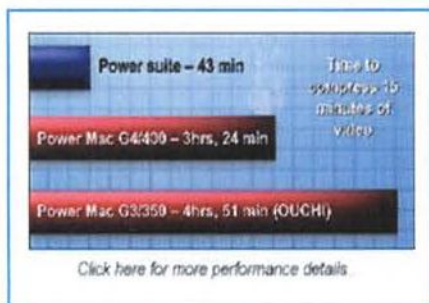 Power suite – 43 min
Time to
compress 15
minutes of
video
Power Mac G4/400 – 3hrs, 24 min
Power Mac G3/350 – 4hrs, 51 min (OUCH!)
Click here for more performance details